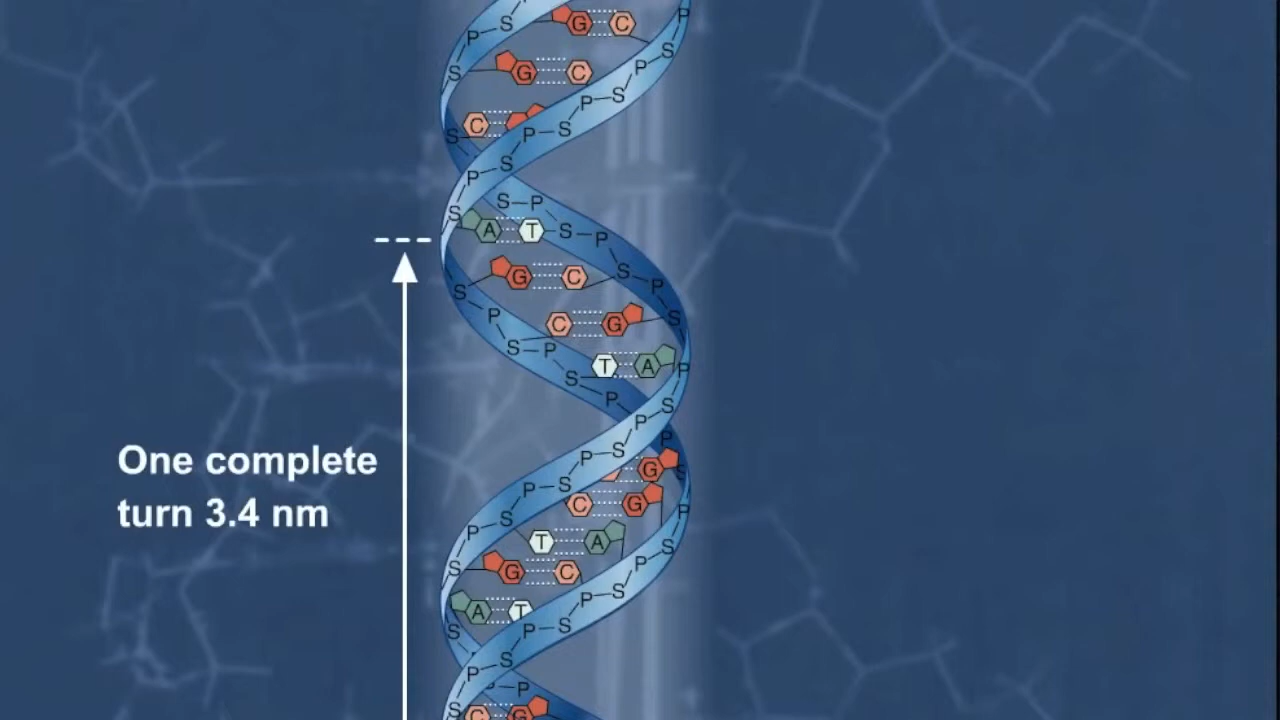 P S G C P
S G C P S
C P S P S
P S
S S P
A T S P
G C S P
S P C G S
S P T A P
S P S
One complete
S P P
P S G S
turn 3.4 nm
S C G P
P T A S
S G C P S
A T P S
S P S
P S
P P
S C G